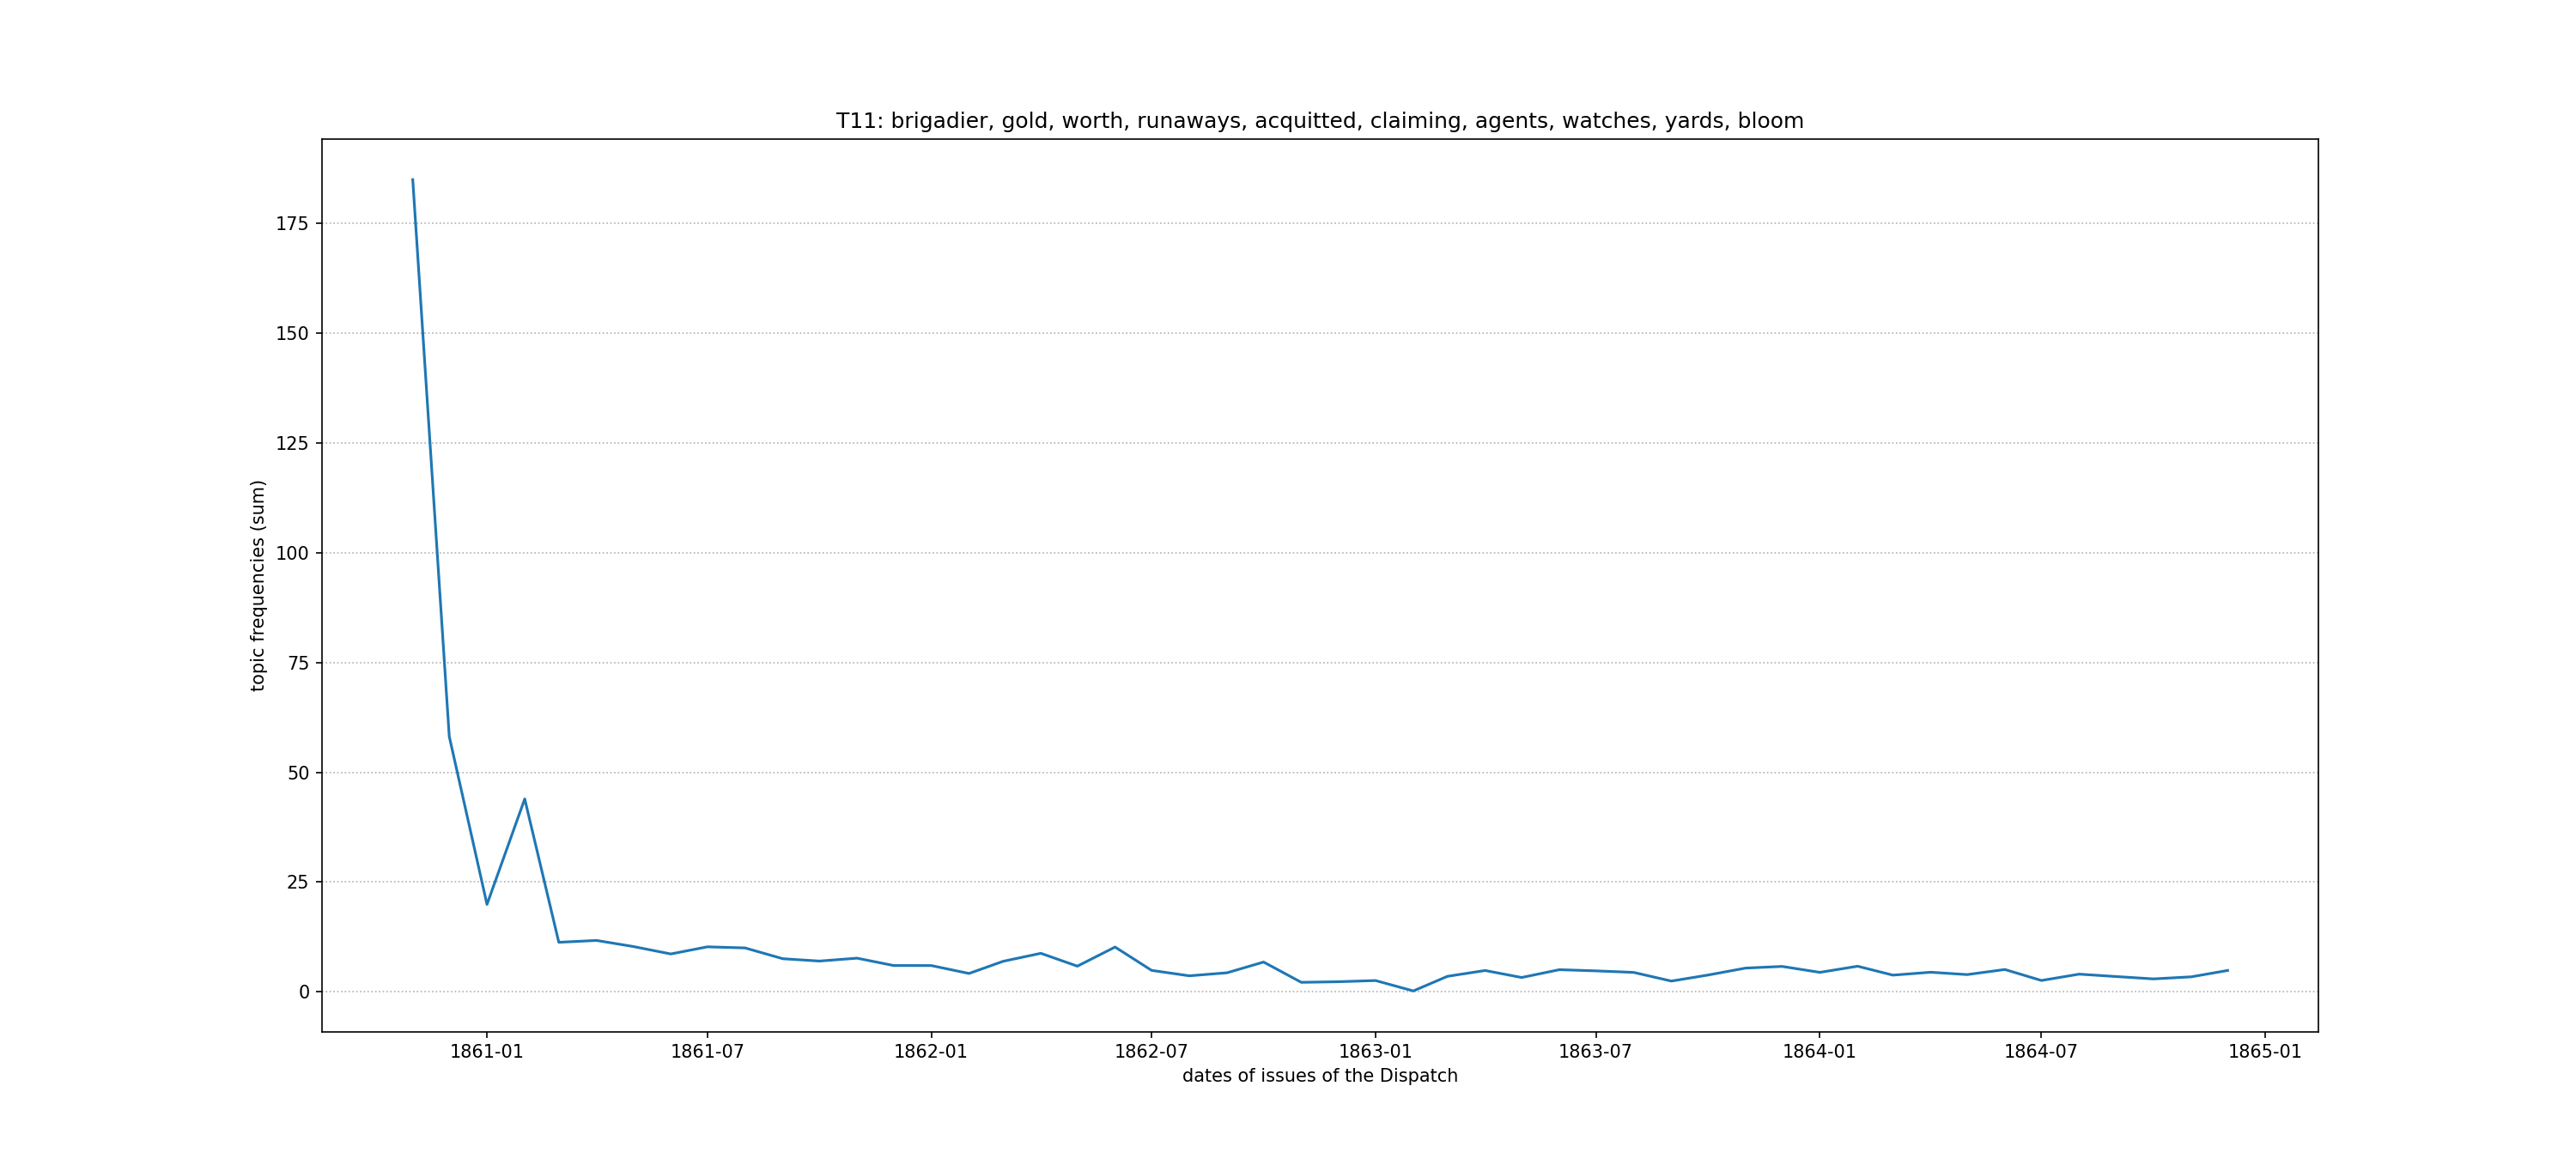 T11: brigadier, gold, worth, runaways, acquitted, claiming, agents, watches, yards, bloom
topic frequencies (sum)
175
150
125
100
75
50
25
0
1861-01 1861-07 1862-01 1862-07 1863-01 1863-07 1864-01 1864-07 1865-01
dates of issues of the Dispatch